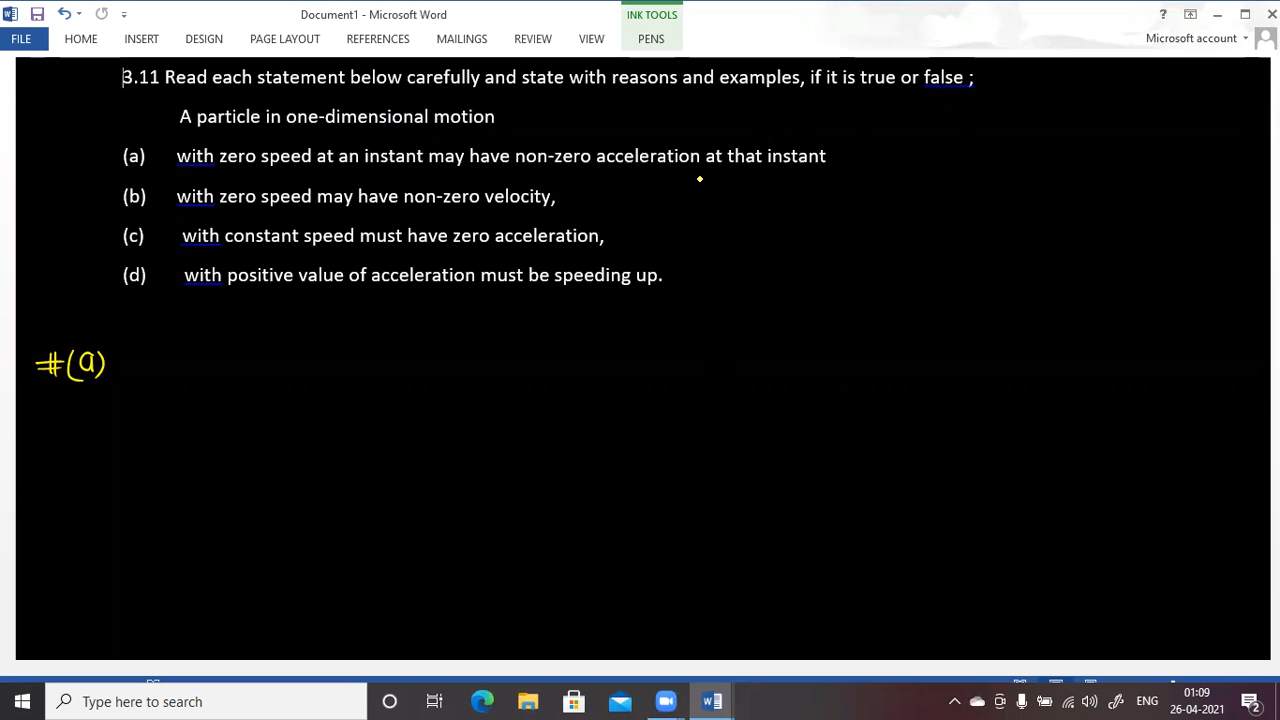 Document1 - Microsoft Word
INK TOOLS
?
FILE HOME INSERT DESIGN PAGE LAYOUT REFERENCES MAILINGS REVIEW VIEW PENS
Microsoft account
3.11 Read each statement below carefully and state with reasons and examples, if it is true or false ;
A particle in one-dimensional motion
(a) with zero speed at an instant may have non-zero acceleration at that instant
(b) with zero speed may have non-zero velocity,
(c) with constant speed must have zero acceleration,
(d) with positive value of acceleration must be speeding up.
#(a)
Type here to search
ENG
01:09
26-04-2021
2